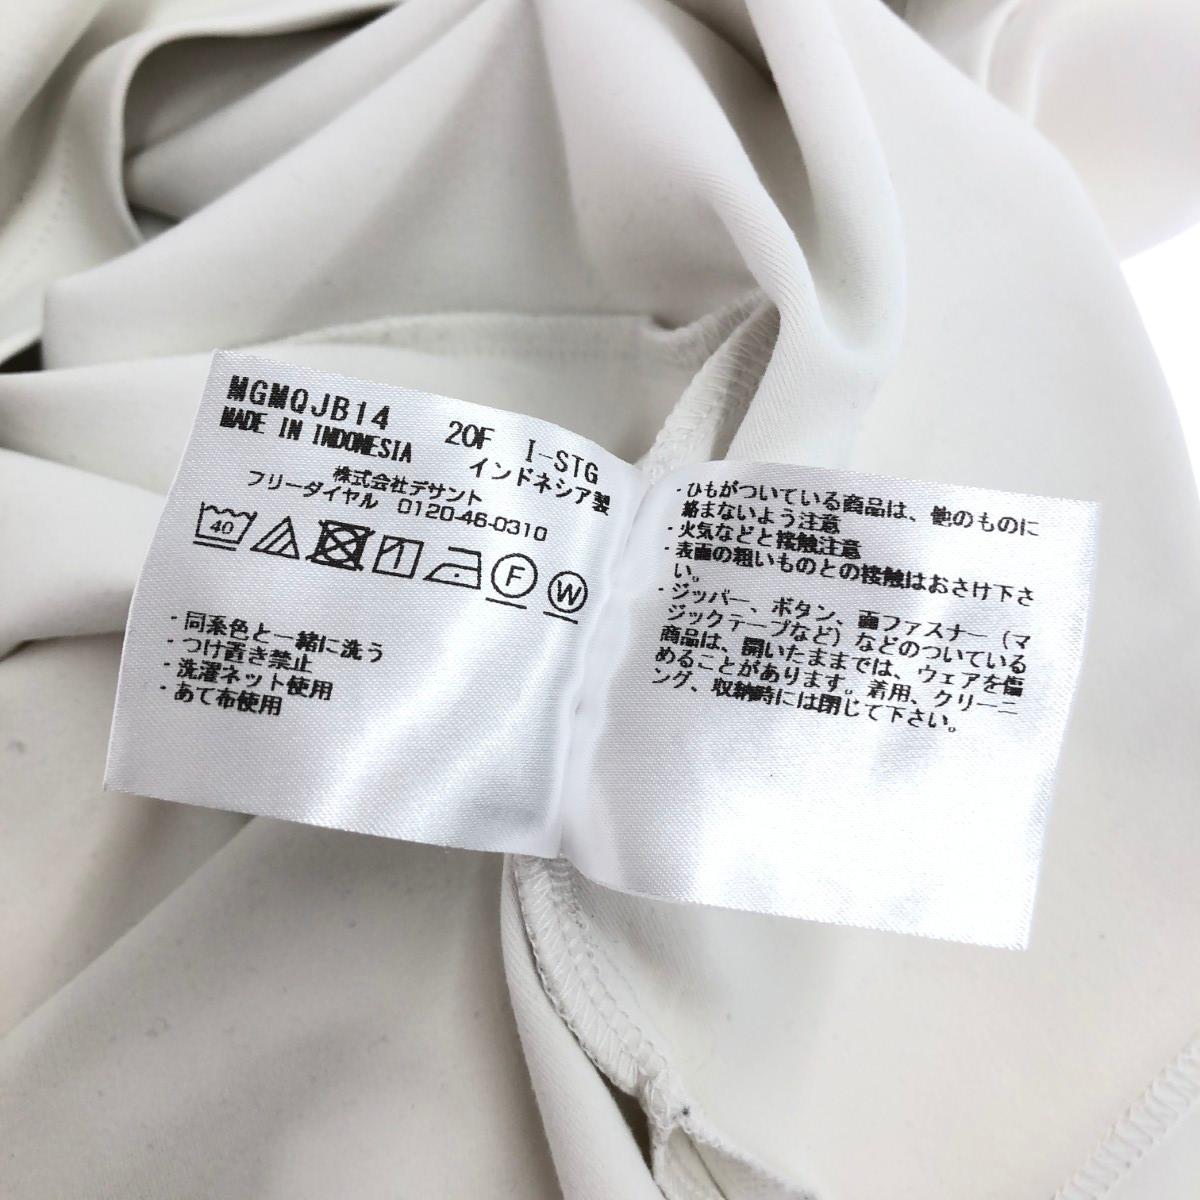 MGMQJB14 20F I-STG
MADE IN INDONESIA インドネシア製
株式会社デサント
フリーダイヤル 0120-46-0310
40 F W
・同系色と一緒に洗う
・つけ置き禁止
・洗濯ネット使用
・あて布使用
・ひもがついている商品は、他のものに
絡まないよう注意
・火気などと接触注意
・表面の粗いものとの接触はおさけ下さ
い。
・ジッパー、ボタン、面ファスナー（マ
ジックテープなど）などのついている
商品は、開いたままでは、ウェアを傷
めることがあります。着用、クリーニ
ング、収納時には閉じて下さい。